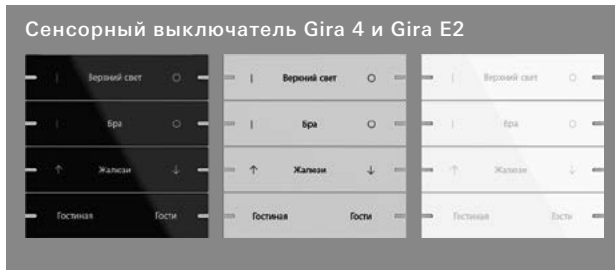 Сенсорный выключатель Gira 4 и Gira E2
| Верхний свет O
| Бра O
↑ Жалюзи ↓
Гостиная Гости
| Верхний свет O
| Бра O
↑ Жалюзи ↓
Гостиная Гости
| Верхний свет O
| Бра O
↑ Жалюзи ↓
Гостиная Гости